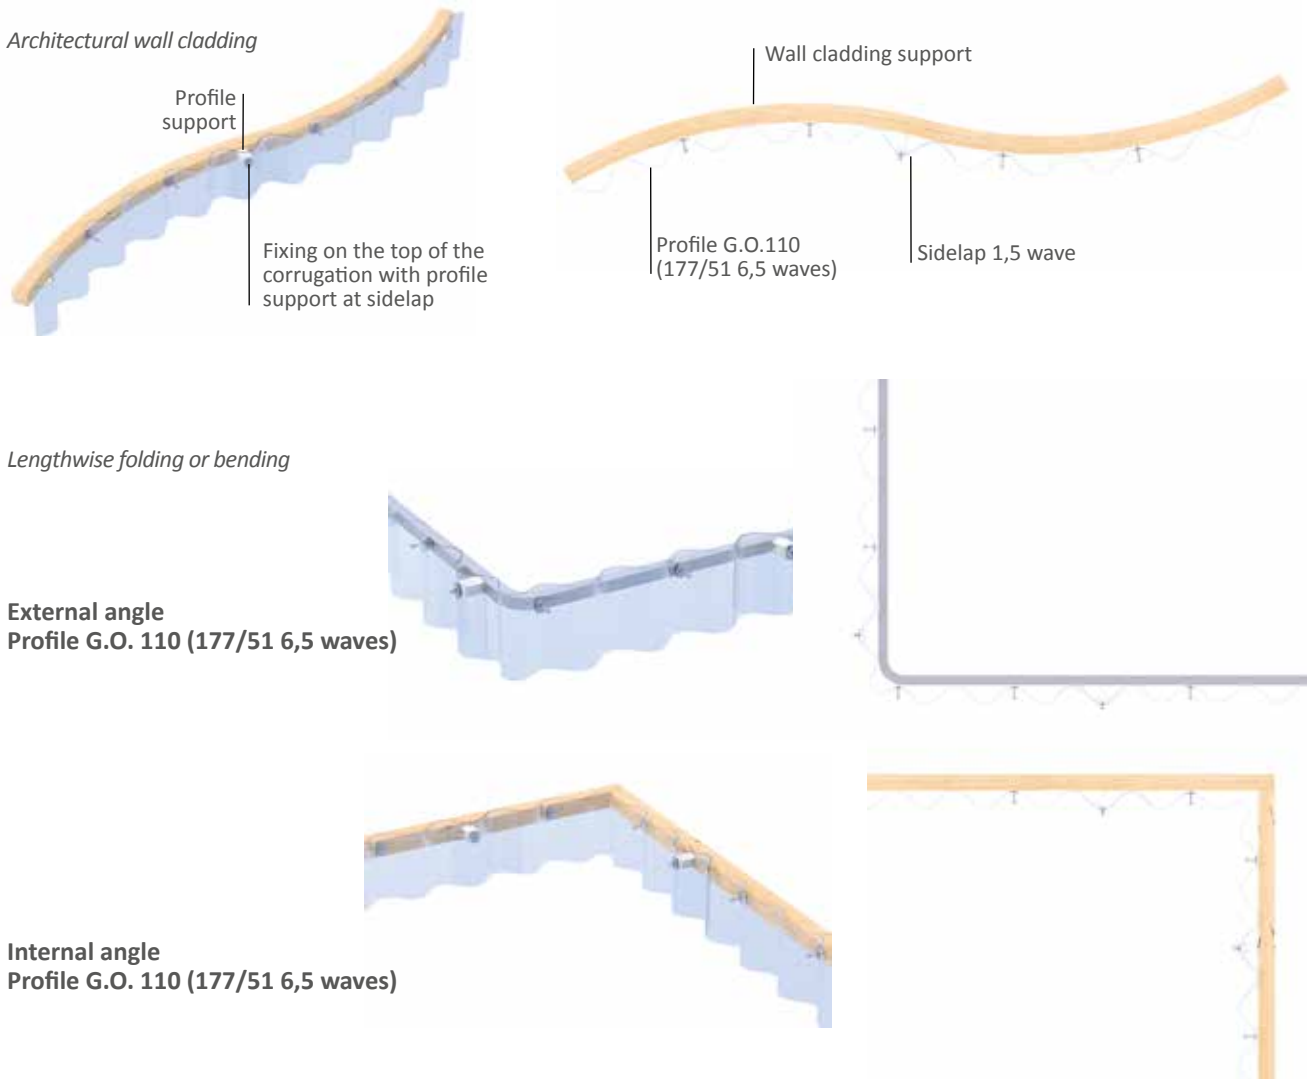 Architectural wall cladding
Profile
support
Fixing on the top of the
corrugation with profile
support at sidelap
Wall cladding support
Profile G.O.110
(177/51 6,5 waves)
Sidelap 1,5 wave
Lengthwise folding or bending
External angle
Profile G.O. 110 (177/51 6,5 waves)
Internal angle
Profile G.O. 110 (177/51 6,5 waves)